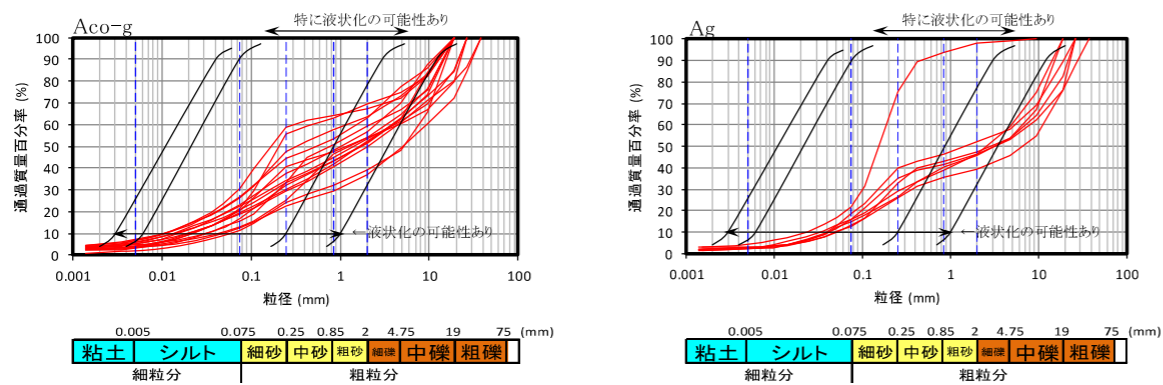 Aco-g
特に液状化の可能性あり
100
90
80
70
60
50
40
30
20
10
0
通過質量百分率 (%)
←液状化の可能性あり
0.001 0.01 0.1 1 10 100
粒径 (mm)
0.005 0.075 0.25 0.85 2 4.75 19 75 (mm)
粘土 シルト 細砂 中砂 粗砂 細礫 中礫 粗礫
細粒分 粗粒分
Ag
特に液状化の可能性あり
100
90
80
70
60
50
40
30
20
10
0
通過質量百分率 (%)
←液状化の可能性あり
0.001 0.01 0.1 1 10 100
粒径 (mm)
0.005 0.075 0.25 0.85 2 4.75 19 75 (mm)
粘土 シルト 細砂 中砂 粗砂 細礫 中礫 粗礫
細粒分 粗粒分